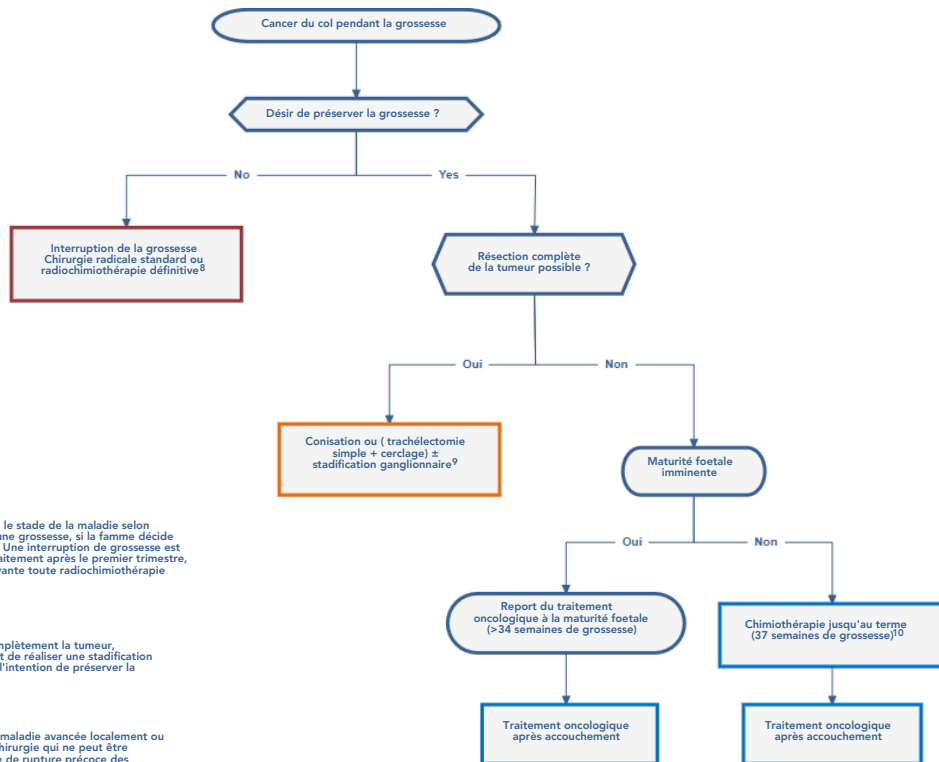 Cancer du col pendant la grossesse
Désir de préserver la grossesse ?
No
Yes
Interruption de la grossesse
Chirurgie radicale standard ou
radiochimiothérapie définitive⁸
Résection complète
de la tumeur possible ?
Oui
Non
Conisation ou ( trachélectomie
simple + cerclage) ±
stadification ganglionnaire⁹
Maturité foetale
imminente
Oui
Non
Report du traitement
oncologique à la maturité foetale
(>34 semaines de grossesse)
Chimiothérapie jusqu'au terme
(37 semaines de grossesse)¹⁰
Traitement oncologique
après accouchement
Traitement oncologique
après accouchement
le stade de la maladie selon
une grossesse, si la famme décide
Une interruption de grossesse est
aitement après le premier trimestre,
vante toute radiochimiothérapie
mplètement la tumeur,
t de réaliser une stadification
l'intention de préserver la
maladie avancée localement ou
hirurgie qui ne peut être
e de rupture précoce des